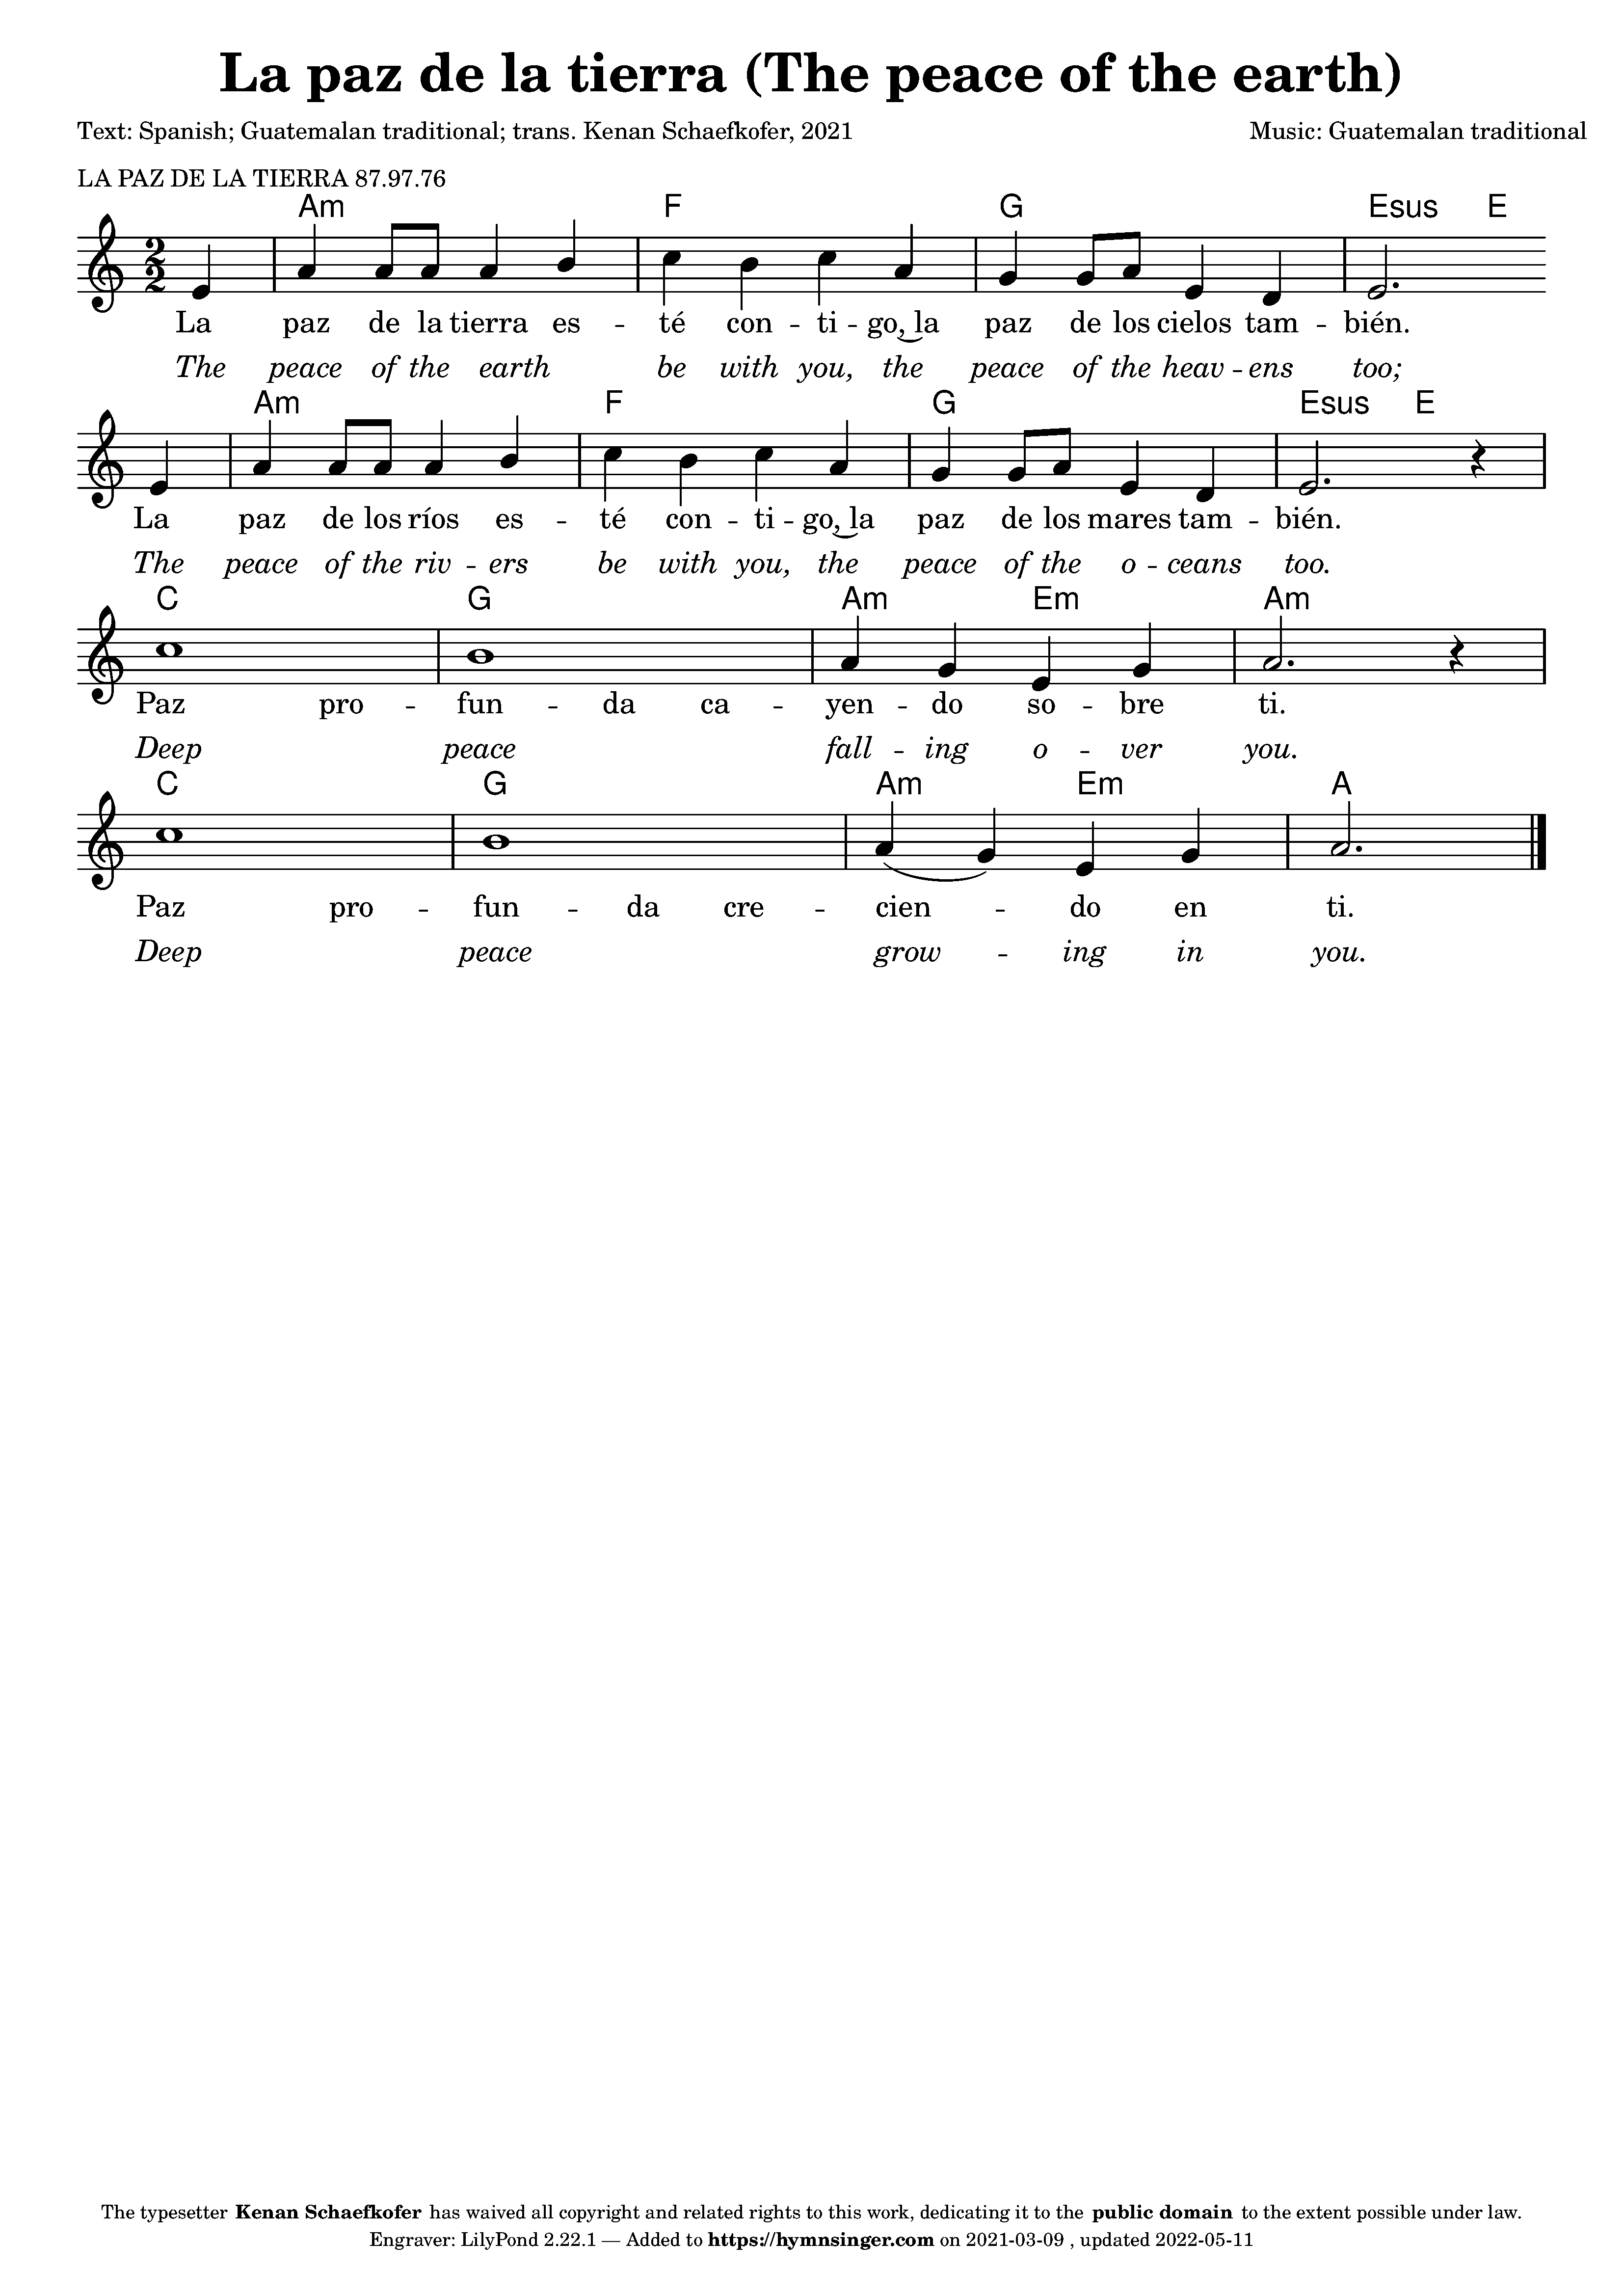 La paz de la tierra (The peace of the earth)
Text: Spanish; Guatemalan traditional; trans. Kenan Schaefkofer, 2021 Music: Guatemalan traditional
LA PAZ DE LA TIERRA 87.97.76
Am F G Esus E
La paz de la tierra es - té con - ti - go, la paz de los cielos tam - bién.
The peace of the earth be with you, the peace of the heav - ens too;
Am F G Esus E
La paz de los ríos es - té con - ti - go, la paz de los mares tam - bién.
The peace of the riv - ers be with you, the peace of the o - ceans too.
C G Am Em Am
Paz pro - fun - da ca - yen - do so - bre ti.
Deep peace fall - ing o - ver you.
C G Am Em A
Paz pro - fun - da cre - cien - do en ti.
Deep peace grow - ing in you.
The typesetter Kenan Schaefkofer has waived all copyright and related rights to this work, dedicating it to the public domain to the extent possible under law.
Engraver: LilyPond 2.22.1 — Added to https://hymnsinger.com on 2021-03-09 , updated 2022-05-11